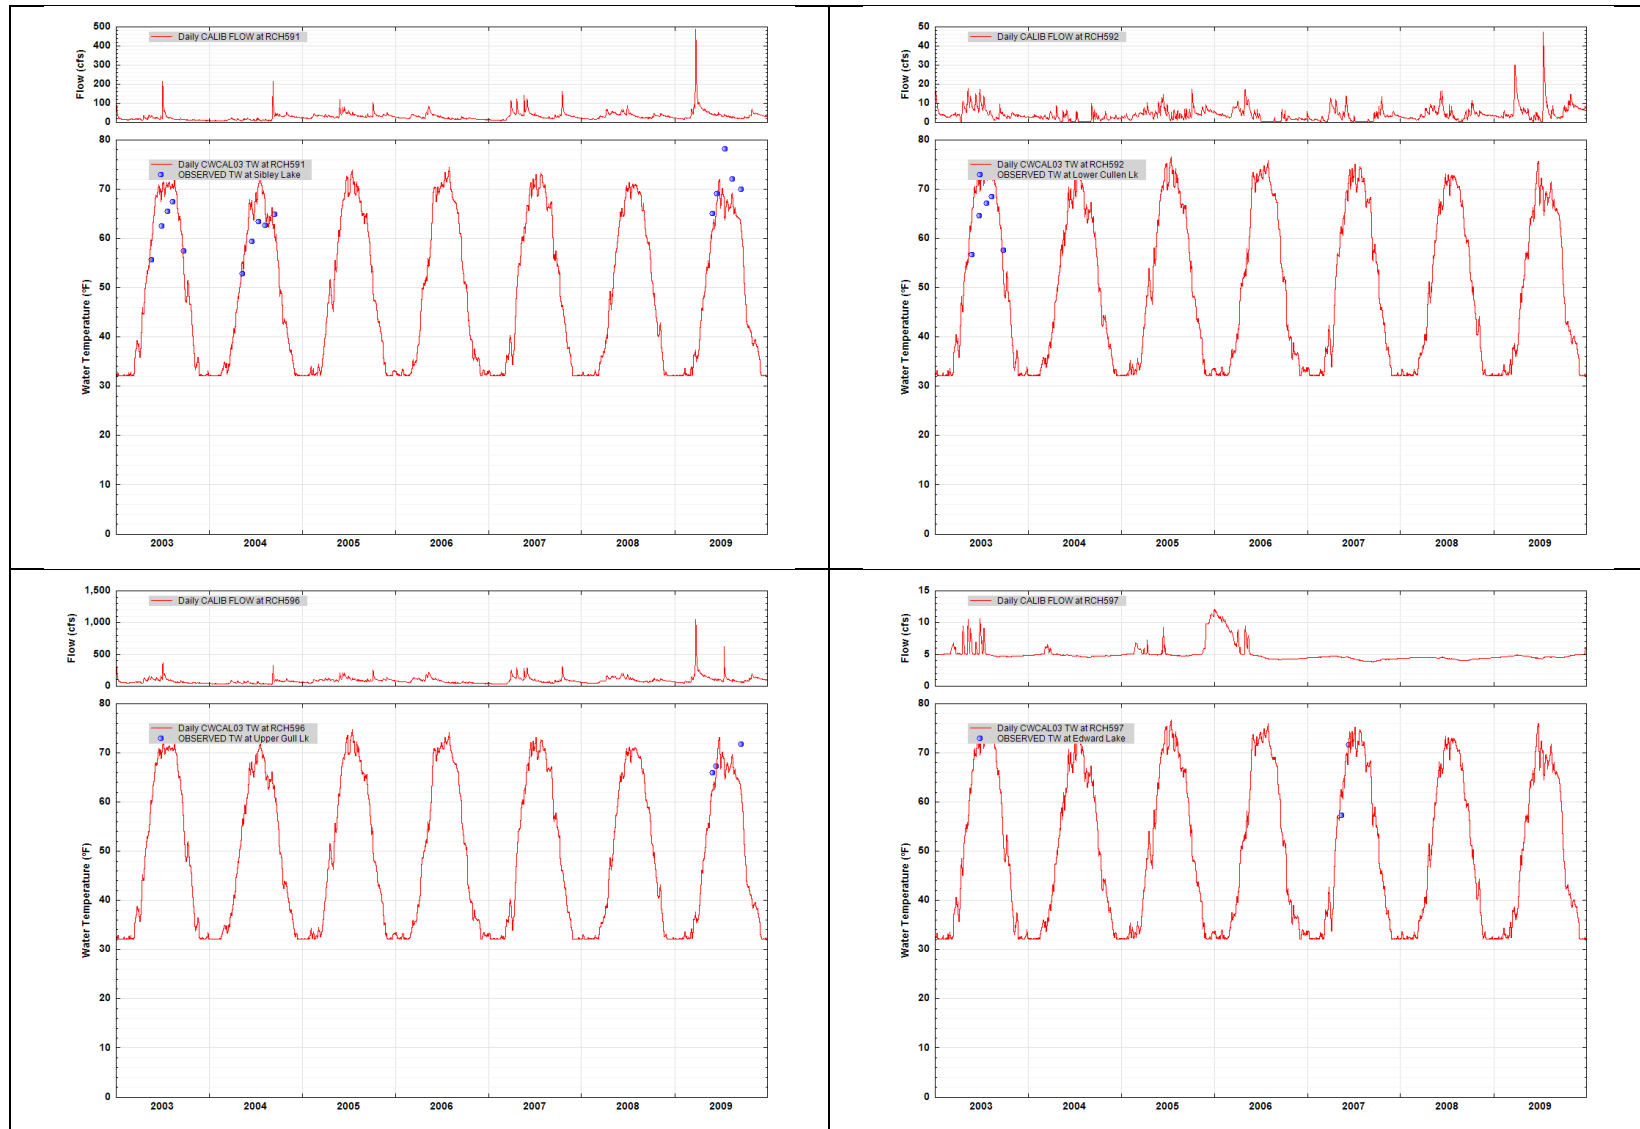 Flow (cfs)
500
400
300
200
100
0
Daily CALIB FLOW at RCH591
Water Temperature (°F)
80
70
60
50
40
30
20
10
0
Daily CWCAL03 TW at RCH591
OBSERVED TW at Sibley Lake
2003 2004 2005 2006 2007 2008 2009
Flow (cfs)
50
40
30
20
10
0
Daily CALIB FLOW at RCH592
Water Temperature (°F)
80
70
60
50
40
30
20
10
0
Daily CWCAL03 TW at RCH592
OBSERVED TW at Lower Cullen Lk
2003 2004 2005 2006 2007 2008 2009
Flow (cfs)
1,500
1,000
500
0
Daily CALIB FLOW at RCH596
Water Temperature (°F)
80
70
60
50
40
30
20
10
0
Daily CWCAL03 TW at RCH596
OBSERVED TW at Upper Gull Lk
2003 2004 2005 2006 2007 2008 2009
Flow (cfs)
15
10
5
0
Daily CALIB FLOW at RCH597
Water Temperature (°F)
80
70
60
50
40
30
20
10
0
Daily CWCAL03 TW at RCH597
OBSERVED TW at Edward Lake
2003 2004 2005 2006 2007 2008 2009